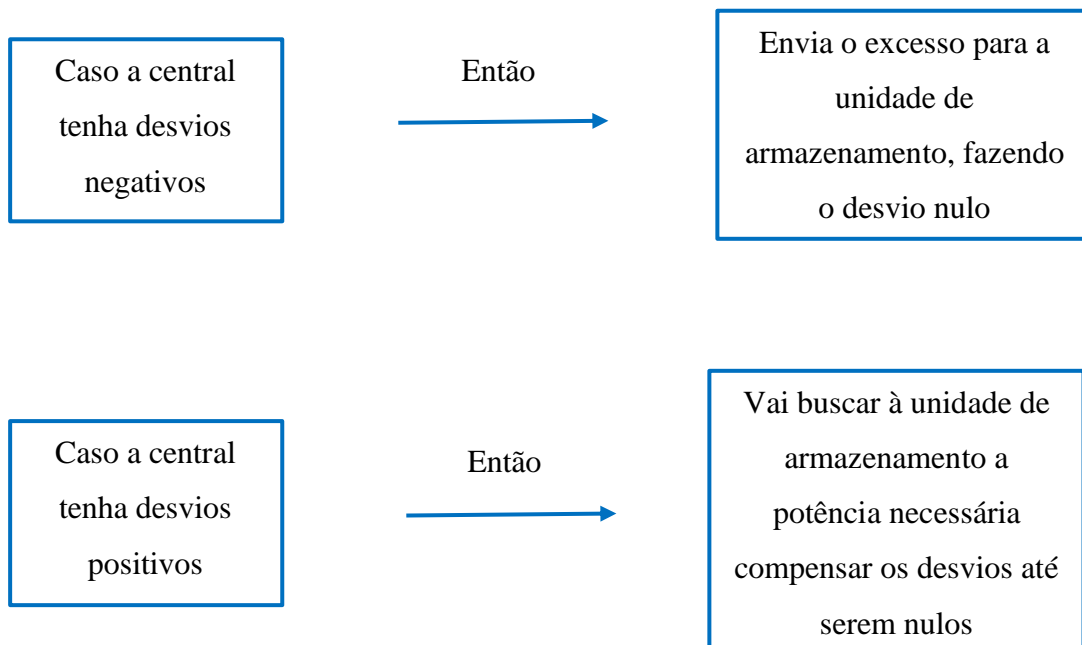 Caso a central
tenha desvios
negativos
Então
Envia o excesso para a
unidade de
armazenamento, fazendo
o desvio nulo
Caso a central
tenha desvios
positivos
Então
Vai buscar à unidade de
armazenamento a
potência necessária
compensar os desvios até
serem nulos